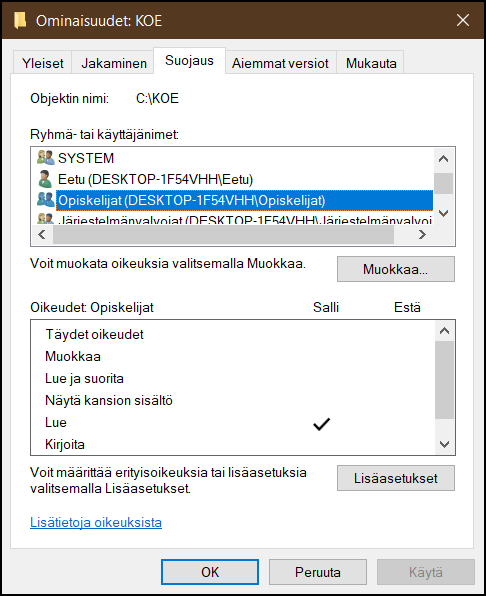 Ominaisuudet: KOE
Yleiset Jakaminen Suojaus Aiemmat versiot Mukauta
Objektin nimi: C:\KOE
Ryhmä- tai käyttäjänimet:
SYSTEM
Eetu (DESKTOP-1F54VHH\Eetu)
Opiskelijat (DESKTOP-1F54VHH\Opiskelijat)
Järjestelmänvalvojat (DESKTOP-1F54VHH\Järjestelmänvalvoj
Voit muokata oikeuksia valitsemalla Muokkaa.
Muokkaa...
Oikeudet: Opiskelijat Salli Estä
Täydet oikeudet
Muokkaa
Lue ja suorita
Näytä kansion sisältö
Lue
Kirjoita
Voit määrittää erityisoikeuksia tai lisäasetuksia
valitsemalla Lisäasetukset.
Lisäasetukset
Lisätietoja oikeuksista
OK Peruuta Käytä